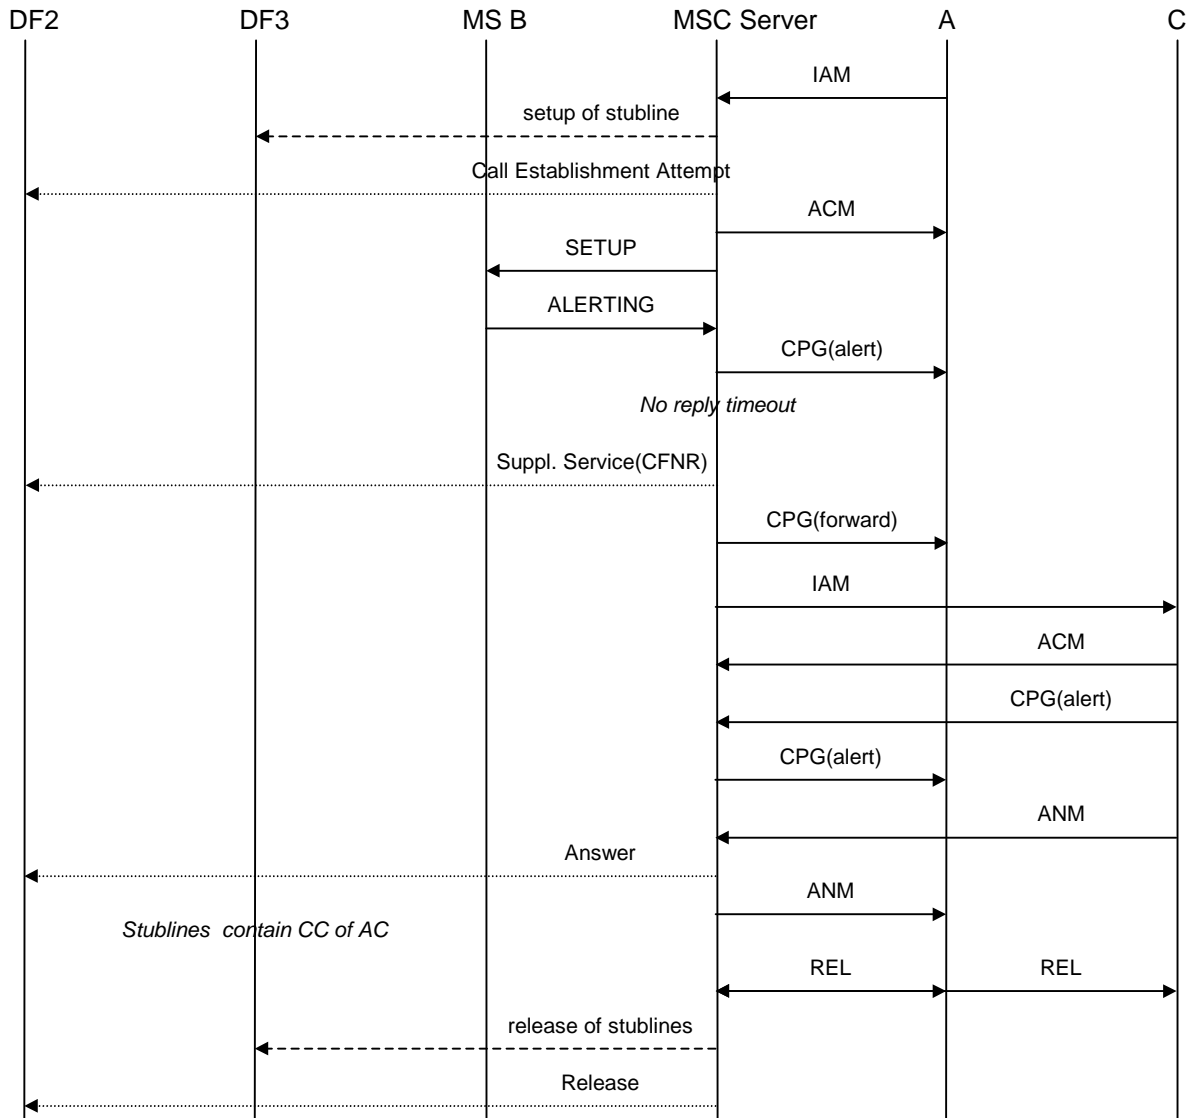 DF2 DF3 MS B MSC Server A C
IAM
setup of stubline
Call Establishment Attempt
ACM
SETUP
ALERTING
CPG(alert)
No reply timeout
Suppl. Service(CFNR)
CPG(forward)
IAM
ACM
CPG(alert)
CPG(alert)
ANM
Answer
ANM
Stublines contain CC of AC
REL REL
release of stublines
Release